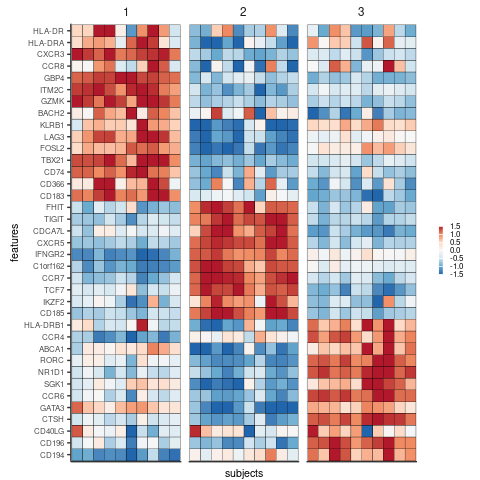 1 2 3
HLA-DR
HLA-DRA
CXCR3
CCR8
GBP4
ITM2C
GZMK
BACH2
KLRB1
LAG3
FOSL2
TBX21
CD74
CD366
CD183
FHIT
TIGIT
CDCA7L
CXCR5
IFNGR2
C1orf162
CCR7
TCF7
IKZF2
CD185
HLA-DRB1
CCR4
ABCA1
RORC
NR1D1
SGK1
CCR6
GATA3
CTSH
CD40LG
CD196
CD194
features
subjects
1.5
1.0
0.5
0.0
-0.5
-1.0
-1.5